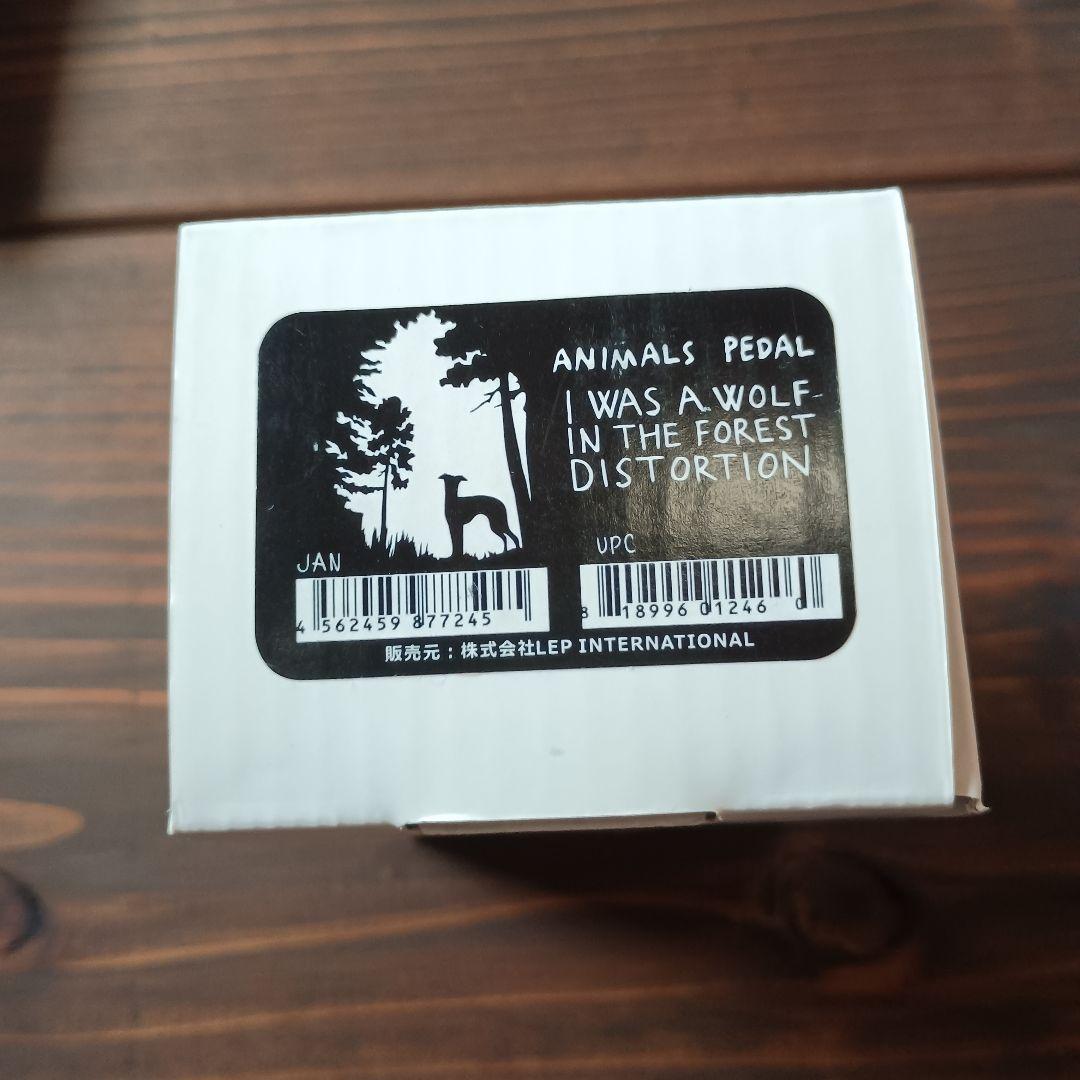 ANIMALS PEDAL
I WAS A WOLF
IN THE FOREST
DISTORTION
JAN
UPC
4 562459 877245
8 18996 01246 0
販売元:株式会社LEP INTERNATIONAL